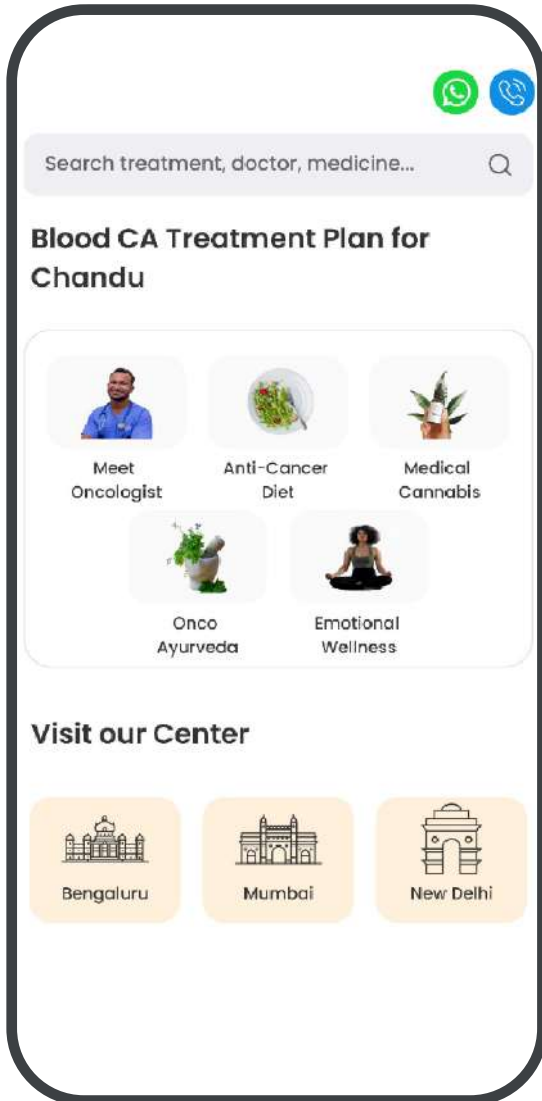 Search treatment, doctor, medicine...
Blood CA Treatment Plan for
Chandu
Meet
Oncologist
Anti-Cancer
Diet
Medical
Cannabis
Onco
Ayurveda
Emotional
Wellness
Visit our Center
Bengaluru
Mumbai
New Delhi